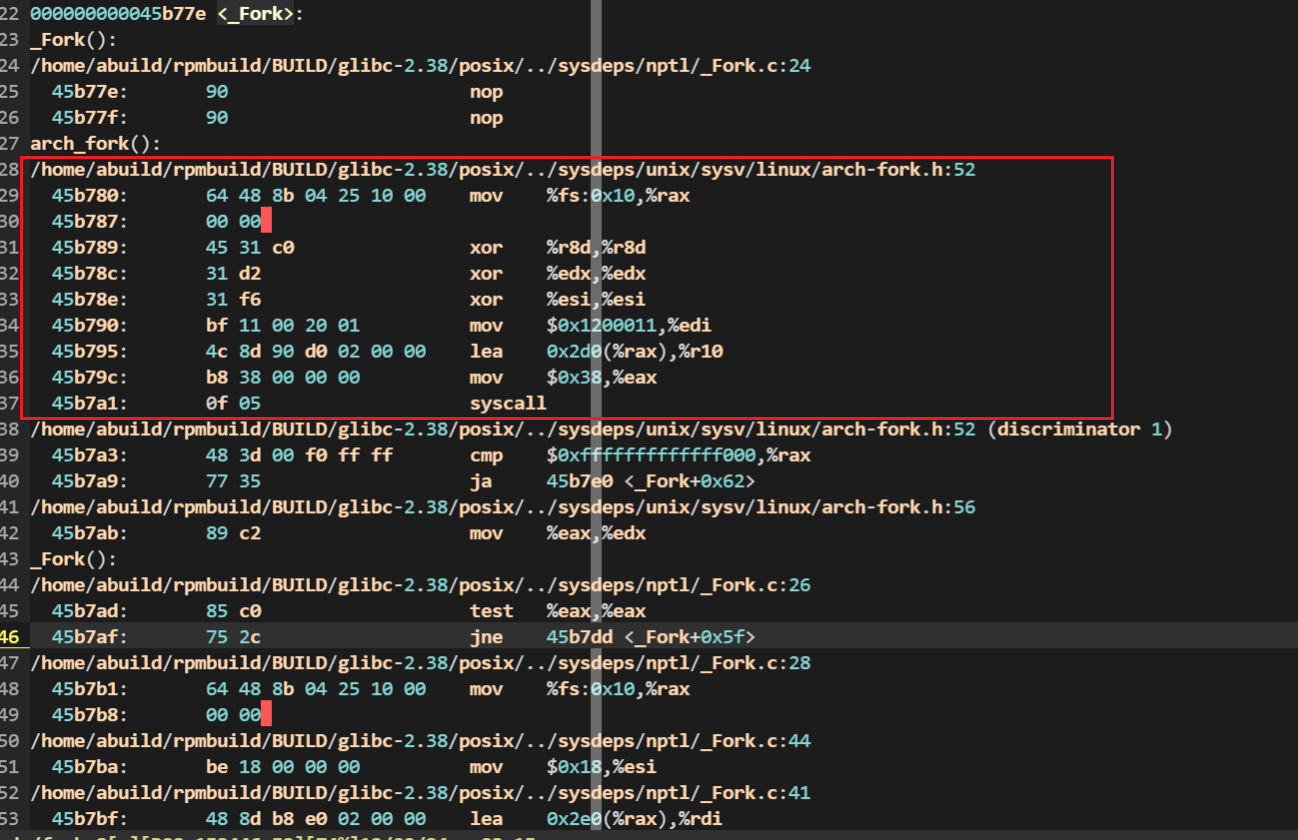 22 000000000045b77e <_Fork>:
23 _Fork():
24 /home/abuild/rpmbuild/BUILD/glibc-2.38/posix/../sysdeps/nptl/_Fork.c:24
25 45b77e: 90 nop
26 45b77f: 90 nop
27 arch_fork():
28 /home/abuild/rpmbuild/BUILD/glibc-2.38/posix/../sysdeps/unix/sysv/linux/arch-fork.h:52
29 45b780: 64 48 8b 04 25 10 00 mov %fs:0x10,%rax
30 45b787: 00 00
31 45b789: 45 31 c0 xor %r8d,%r8d
32 45b78c: 31 d2 xor %edx,%edx
33 45b78e: 31 f6 xor %esi,%esi
34 45b790: bf 11 00 20 01 mov $0x1200011,%edi
35 45b795: 4c 8d 90 d0 02 00 00 lea 0x2d0(%rax),%r10
36 45b79c: b8 38 00 00 00 mov $0x38,%eax
37 45b7a1: 0f 05 syscall
38 /home/abuild/rpmbuild/BUILD/glibc-2.38/posix/../sysdeps/unix/sysv/linux/arch-fork.h:52 (discriminator 1)
39 45b7a3: 48 3d 00 f0 ff ff cmp $0xfffffffffffff000,%rax
40 45b7a9: 77 35 ja 45b7e0 <_Fork+0x62>
41 /home/abuild/rpmbuild/BUILD/glibc-2.38/posix/../sysdeps/unix/sysv/linux/arch-fork.h:56
42 45b7ab: 89 c2 mov %eax,%edx
43 _Fork():
44 /home/abuild/rpmbuild/BUILD/glibc-2.38/posix/../sysdeps/nptl/_Fork.c:26
45 45b7ad: 85 c0 test %eax,%eax
46 45b7af: 75 2c jne 45b7dd <_Fork+0x5f>
47 /home/abuild/rpmbuild/BUILD/glibc-2.38/posix/../sysdeps/nptl/_Fork.c:28
48 45b7b1: 64 48 8b 04 25 10 00 mov %fs:0x10,%rax
49 45b7b8: 00 00
50 /home/abuild/rpmbuild/BUILD/glibc-2.38/posix/../sysdeps/nptl/_Fork.c:44
51 45b7ba: be 18 00 00 00 mov $0x18,%esi
52 /home/abuild/rpmbuild/BUILD/glibc-2.38/posix/../sysdeps/nptl/_Fork.c:41
53 45b7bf: 48 8d b8 e0 02 00 00 lea 0x2e0(%rax),%rdi